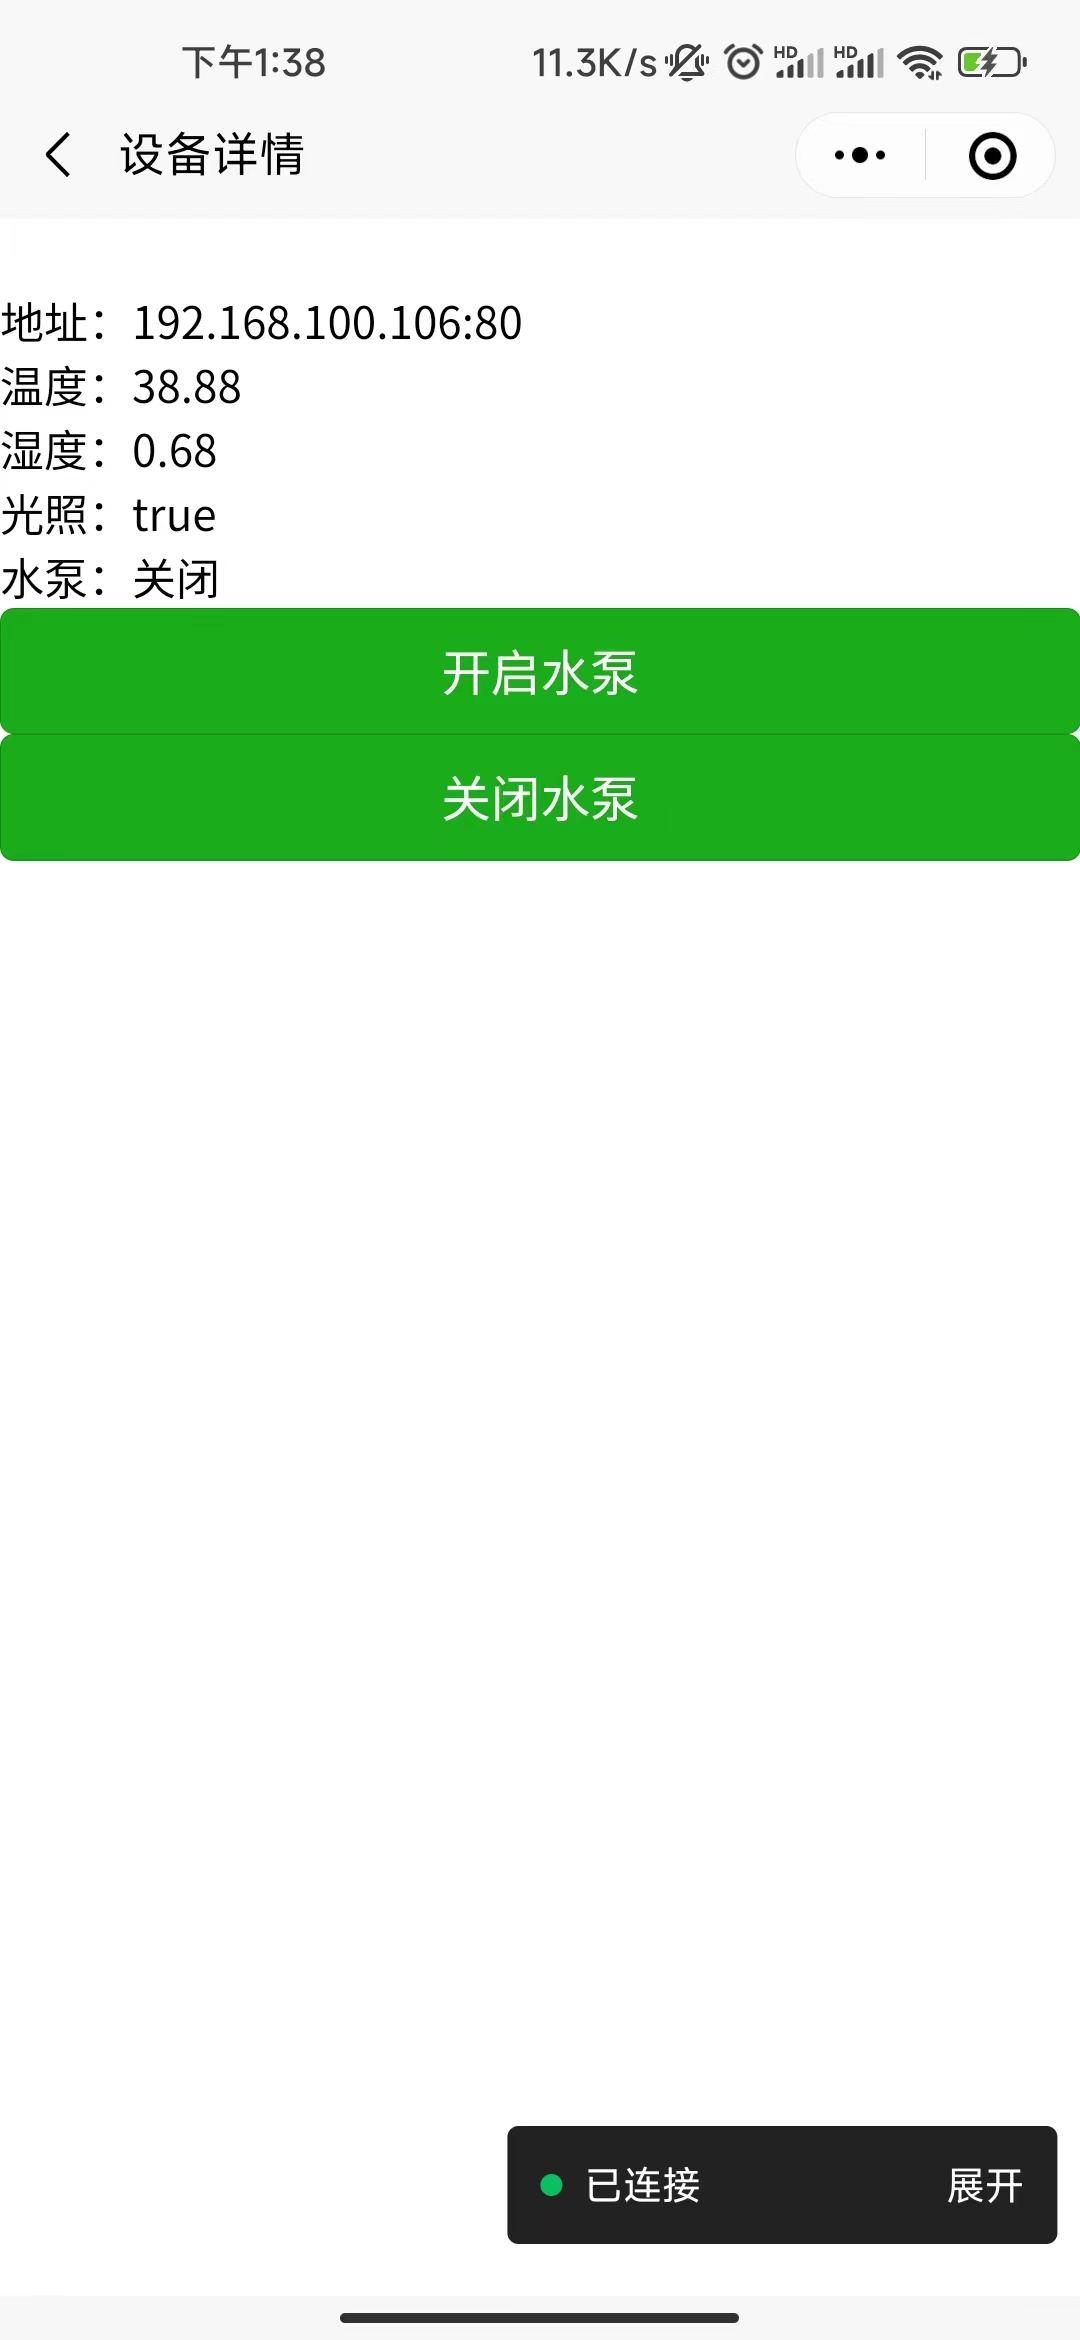 下午1:38 11.3K/s HD HD
设备详情
地址：192.168.100.106:80
温度：38.88
湿度：0.68
光照：true
水泵：关闭
开启水泵
关闭水泵
已连接 展开